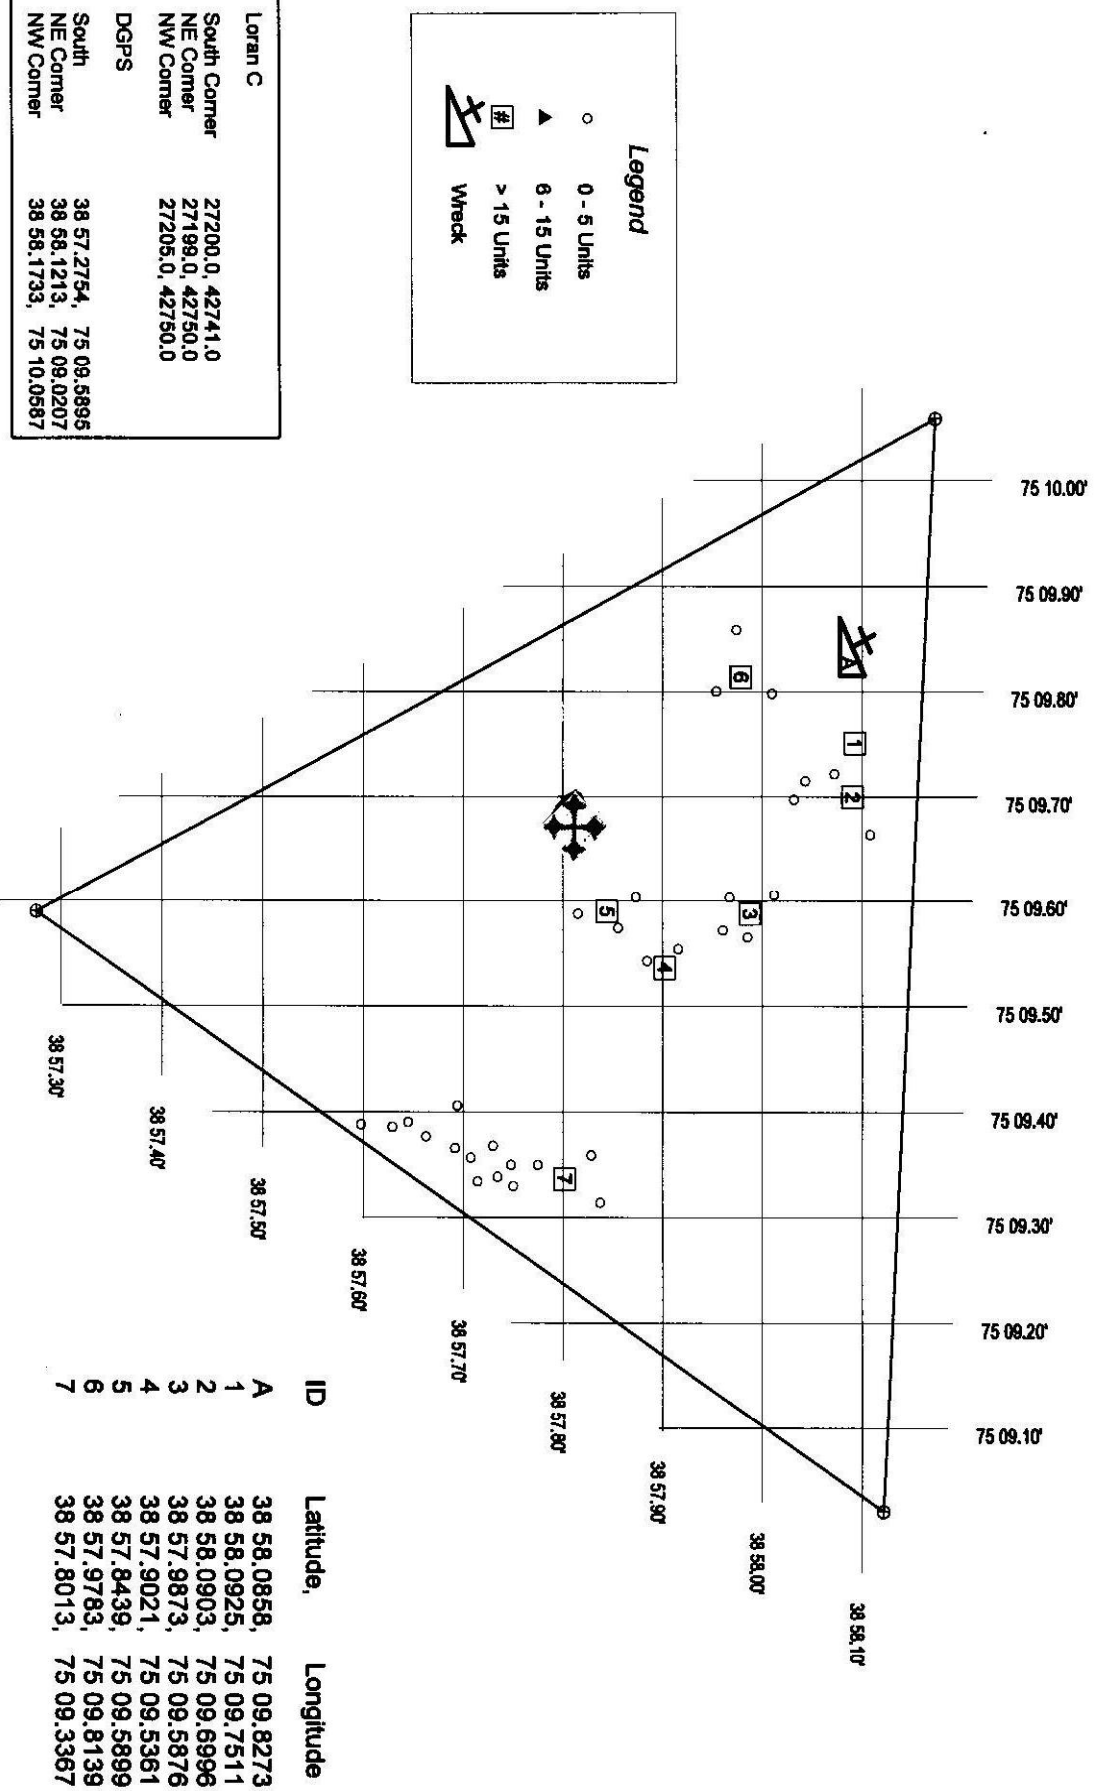 Loran C
South Corner 27200.0, 42741.0
NE Corner 27199.0, 42750.0
NW Corner 27205.0, 42750.0
DGPS
South 38 57.2754, 75 09.5895
NE Corner 38 58.1213, 75 09.0207
NW Corner 38 58.1733, 75 10.0587
Legend
0 - 5 Units
6 - 15 Units
# > 15 Units
Wreck
75 10.00'
75 09.90'
75 09.80'
75 09.70'
75 09.60'
75 09.50'
75 09.40'
75 09.30'
75 09.20'
75 09.10'
38 58.10'
38 58.00'
38 57.90'
38 57.80'
38 57.70'
38 57.60'
38 57.50'
38 57.40'
38 57.30'
A
1
2
6
3
5
4
7
ID Latitude, Longitude
A 38 58.0858, 75 09.8273
1 38 58.0925, 75 09.7511
2 38 58.0903, 75 09.6996
3 38 57.9873, 75 09.5876
4 38 57.9021, 75 09.5361
5 38 57.8439, 75 09.5899
6 38 57.9783, 75 09.8139
7 38 57.8013, 75 09.3367